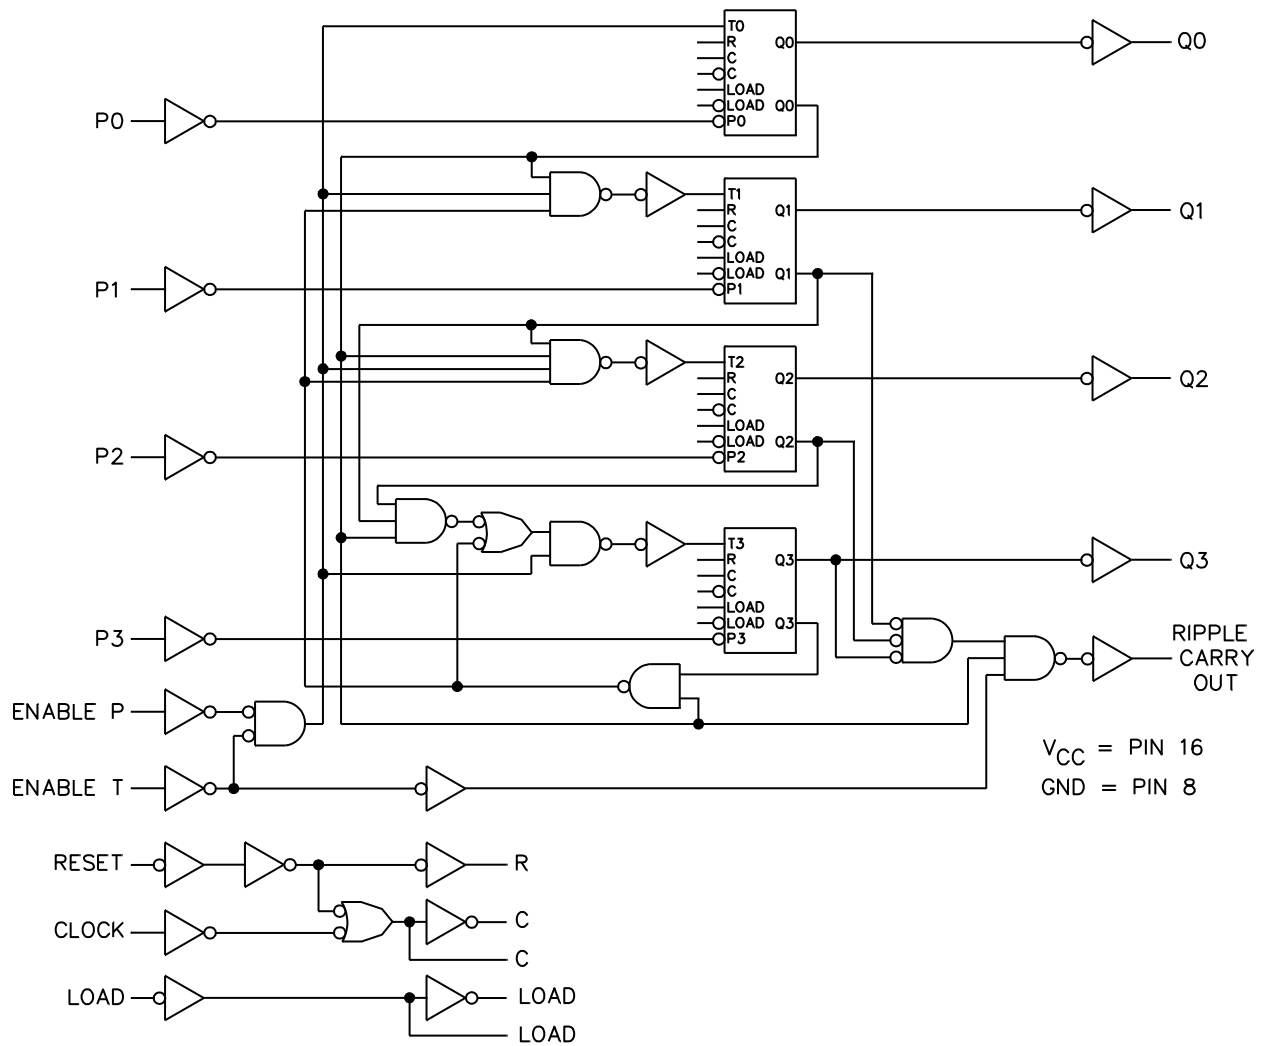 T0
R Q0
C
C
LOAD
LOAD Q0
P0
P0
T1
R Q1
C
C
LOAD
LOAD Q1
P1
P1
T2
R Q2
C
C
LOAD
LOAD Q2
P2
P2
T3
R Q3
C
C
LOAD
LOAD Q3
P3
P3
Q0
Q1
Q2
Q3
RIPPLE
CARRY
OUT
ENABLE P
ENABLE T
VCC = PIN 16
GND = PIN 8
RESET
R
CLOCK
C
C
LOAD
LOAD
LOAD